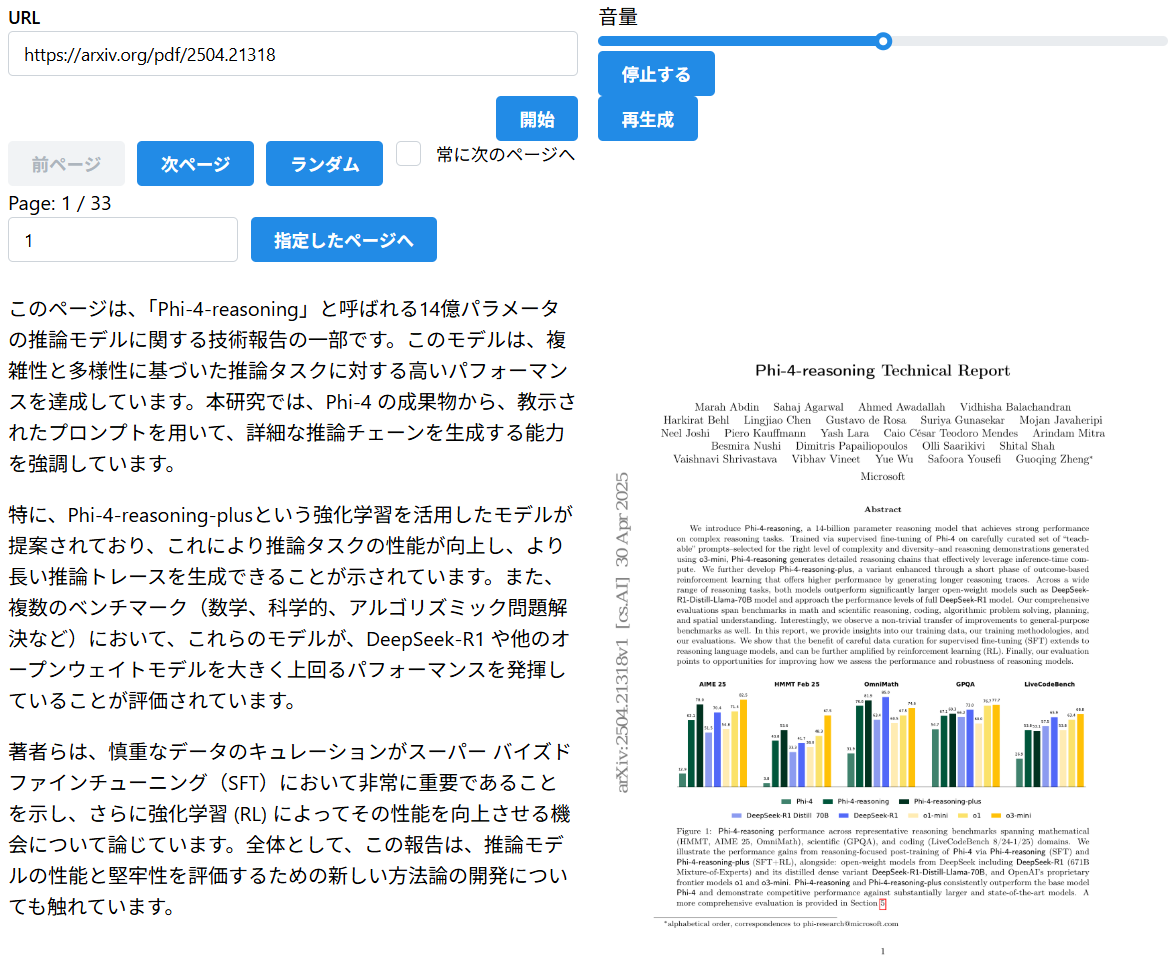 URL
https://arxiv.org/pdf/2504.21318
開始
前ページ
次ページ
ランダム
常に次のページへ
Page: 1 / 33
1
指定したページへ
音量
停止する
再生成
このページは、「Phi-4-reasoning」と呼ばれる14億パラメータ
の推論モデルに関する技術報告の一部です。このモデルは、複
雑性と多様性に基づいた推論タスクに対する高いパフォーマン
スを達成しています。本研究では、Phi-4 の成果物から、教示さ
れたプロンプトを用いて、詳細な推論チェーンを生成する能力
を強調しています。
特に、Phi-4-reasoning-plusという強化学習を活用したモデルが
提案されており、これにより推論タスクの性能が向上し、より
長い推論トレースを生成できることが示されています。また、
複数のベンチマーク（数学、科学的、アルゴリズミック問題解
決など）において、これらのモデルが、DeepSeek-R1 や他のオ
ープンウェイトモデルを大きく上回るパフォーマンスを発揮し
ていることが評価されています。
著者らは、慎重なデータのキュレーションがスーパー バイズド
ファインチューニング（SFT）において非常に重要であること
を示し、さらに強化学習 (RL) によってその性能を向上させる機
会について論じています。全体として、この報告は、推論モデ
ルの性能と堅牢性を評価するための新しい方法論の開発につい
ても触れています。
arXiv:2504.21318v1 [cs.AI] 30 Apr 2025
Phi-4-reasoning Technical Report
Marah Abdin Sahaj Agarwal Ahmed Awadallah Vidhisha Balachandran
Harkirat Behl Lingjiao Chen Gustavo de Rosa Suriya Gunasekar Mojan Javaheripi
Neel Joshi Piero Kauffmann Yash Lara Caio César Teodoro Mendes Arindam Mitra
Besmira Nushi Dimitris Papailiopoulos Olli Saarikivi Shital Shah
Vaishnavi Shrivastava Vibhav Vineet Yue Wu Safoora Yousefi Guoqing Zheng*
Microsoft
Abstract
We introduce Phi-4-reasoning, a 14-billion parameter reasoning model that achieves strong performance
on complex reasoning tasks. Trained via supervised fine-tuning of Phi-4 on carefully curated set of “teach-
able” prompts–selected for the right level of complexity and diversity–and reasoning demonstrations generated
using o3-mini, Phi-4-reasoning generates detailed reasoning chains that effectively leverage inference-time com-
pute. We further develop Phi-4-reasoning-plus, a variant enhanced through a short phase of outcome-based
reinforcement learning that offers higher performance by generating longer reasoning traces. Across a wide
range of reasoning tasks, both models outperform significantly larger open-weight models such as DeepSeek-
R1-Distill-Llama-70B model and approach the performance levels of full DeepSeek-R1 model. Our comprehensive
evaluations span benchmarks in math and scientific reasoning, coding, algorithmic problem solving, planning,
and spatial understanding. Interestingly, we observe a non-trivial transfer of improvements to general-purpose
benchmarks as well. In this report, we provide insights into our training data, our training methodologies, and
our evaluations. We show that the benefit of careful data curation for supervised fine-tuning (SFT) extends to
reasoning language models, and can be further amplified by reinforcement learning (RL). Finally, our evaluation
points to opportunities for improving how we assess the performance and robustness of reasoning models.
AIME 25 HMMT Feb 25 OmniMath GPQA LiveCodeBench
Phi-4 Phi-4-reasoning Phi-4-reasoning-plus
DeepSeek-R1 Distill 70B DeepSeek-R1 o1-mini o1 o3-mini
Figure 1: Phi-4-reasoning performance across representative reasoning benchmarks spanning mathematical
(HMMT, AIME 25, OmniMath), scientific (GPQA), and coding (LiveCodeBench 8/24-1/25) domains. We
illustrate the performance gains from reasoning-focused post-training of Phi-4 via Phi-4-reasoning (SFT) and
Phi-4-reasoning-plus (SFT+RL), alongside: open-weight models from DeepSeek including DeepSeek-R1 (671B
Mixture-of-Experts) and its distilled dense variant DeepSeek-R1-Distill-Llama-70B, and OpenAI's proprietary
frontier models o1 and o3-mini. Phi-4-reasoning and Phi-4-reasoning-plus consistently outperform the base model
Phi-4 and demonstrate competitive performance against substantially larger and state-of-the-art models. A
more comprehensive evaluation is provided in Section 5.
*alphabetical order, correspondences to phi-research@microsoft.com
1